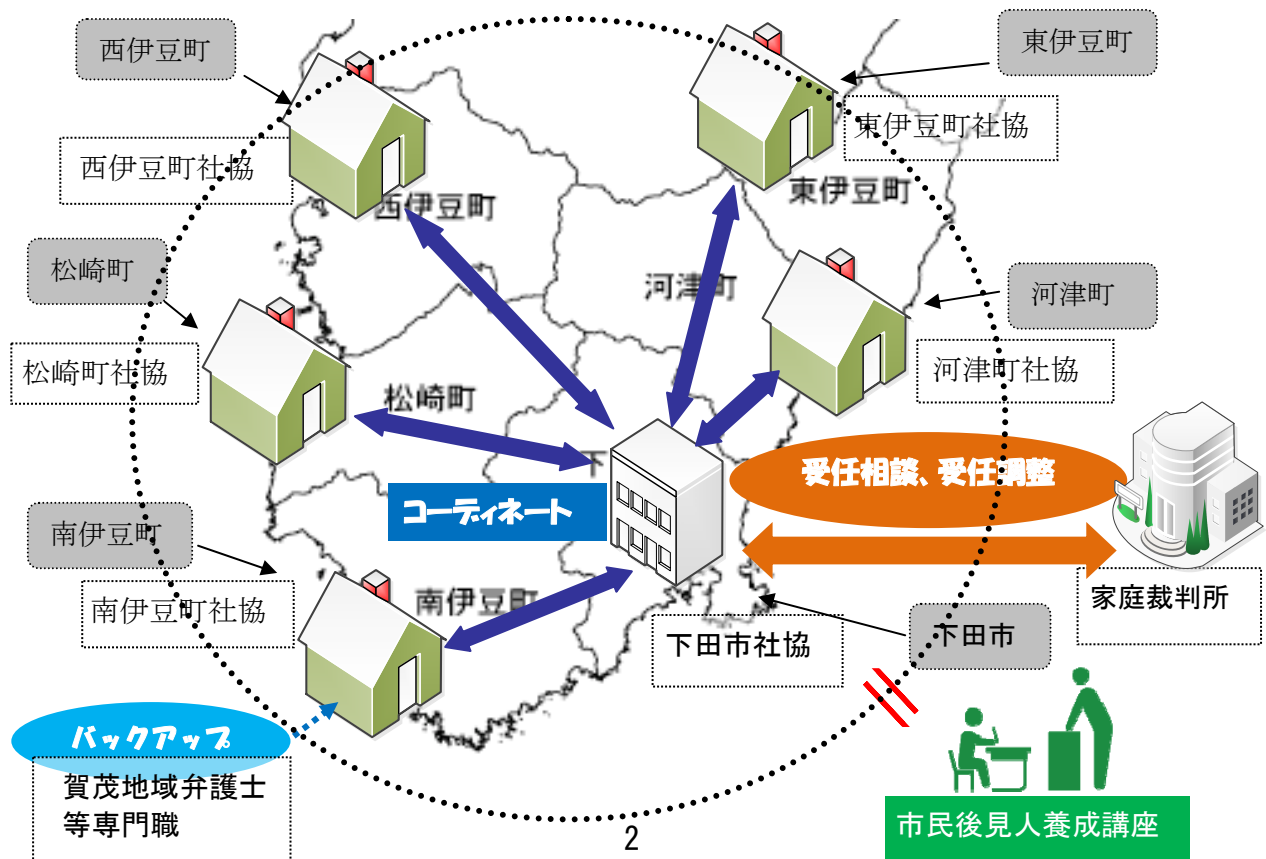 西伊豆町
東伊豆町
西伊豆町社協
東伊豆町社協
西伊豆町
東伊豆町
松崎町
河津町
河津町
松崎町社協
河津町社協
松崎町
下
受任相談、受任調整
コーディネート
南伊豆町
南伊豆町社協
南伊豆町
家庭裁判所
下田市社協
下田市
バックアップ
賀茂地域弁護士
等専門職
市民後見人養成講座
2